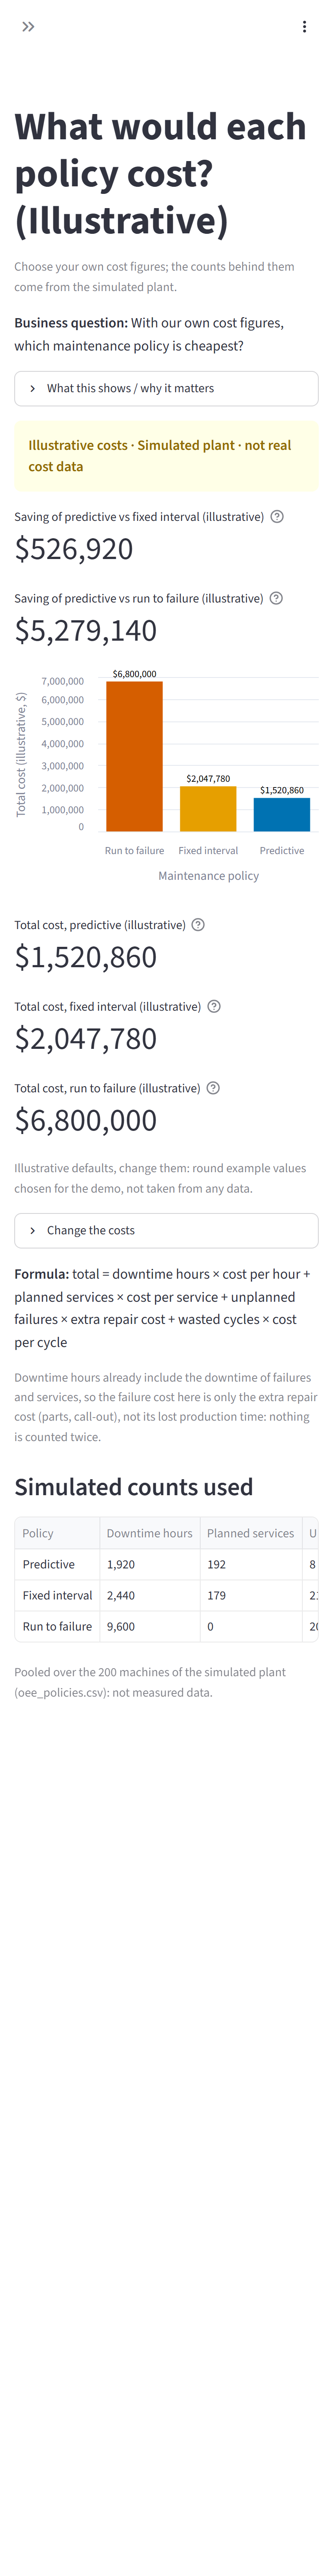 What would each
policy cost?
(Illustrative)
Choose your own cost figures; the counts behind them
come from the simulated plant.
Business question: With our own cost figures,
which maintenance policy is cheapest?
What this shows / why it matters
Illustrative costs · Simulated plant · not real
cost data
Saving of predictive vs fixed interval (illustrative)
$526,920
Saving of predictive vs run to failure (illustrative)
$5,279,140
Total cost (illustrative, $)
7,000,000
6,000,000
5,000,000
4,000,000
3,000,000
2,000,000
1,000,000
0
$6,800,000
$2,047,780
$1,520,860
Run to failure Fixed interval Predictive
Maintenance policy
Total cost, predictive (illustrative)
$1,520,860
Total cost, fixed interval (illustrative)
$2,047,780
Total cost, run to failure (illustrative)
$6,800,000
Illustrative defaults, change them: round example values
chosen for the demo, not taken from any data.
Change the costs
Formula: total = downtime hours × cost per hour +
planned services × cost per service + unplanned
failures × extra repair cost + wasted cycles × cost
per cycle
Downtime hours already include the downtime of failures
and services, so the failure cost here is only the extra repair
cost (parts, call-out), not its lost production time: nothing
is counted twice.
Simulated counts used
Policy Downtime hours Planned services
Predictive 1,920 192 8
Fixed interval 2,440 179
Run to failure 9,600 0
Pooled over the 200 machines of the simulated plant
(oee_policies.csv): not measured data.